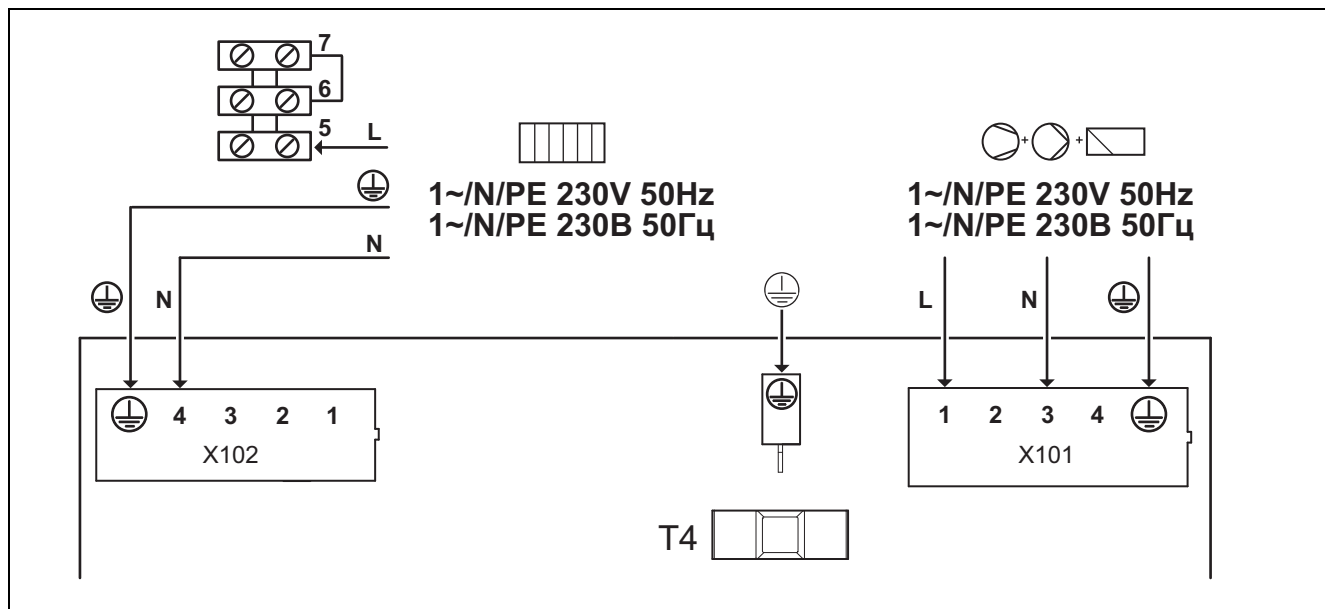 7
6
5
L
1~/N/PE 230V 50Hz
1~/N/PE 230В 50Гц
N
N
+ +
1~/N/PE 230V 50Hz
1~/N/PE 230В 50Гц
L
N
4 3 2 1
X102
1 2 3 4
X101
T4